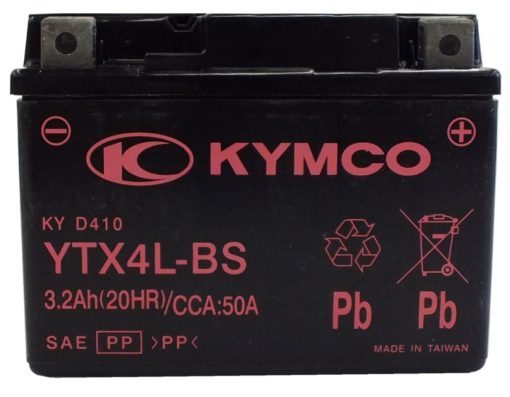 ⊖ ⊕
KYMCO
KY D410
YTX4L-BS
3.2Ah(20HR)/CCA:50A
Pb Pb
SAE PP >PP<
MADE IN TAIWAN